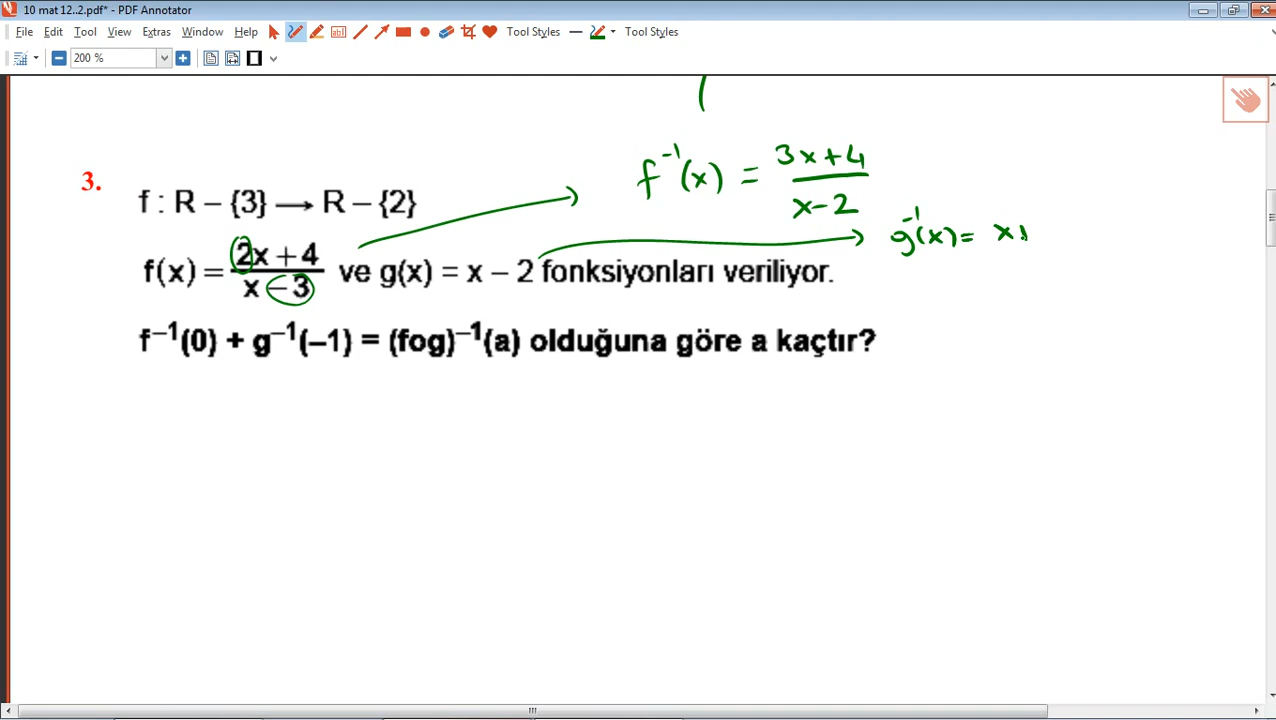 10 mat 12..2.pdf* - PDF Annotator
File Edit Tool View Extras Window Help Tool Styles Tool Styles
200 %
f⁻¹(x) = (3x+4)/(x-2)
3.
f : R – {3} → R – {2}
g⁻¹(x) = x
f(x) = (2x + 4)/(x – 3) ve g(x) = x – 2 fonksiyonları veriliyor.
f⁻¹(0) + g⁻¹(–1) = (fog)⁻¹(a) olduğuna göre a kaçtır?